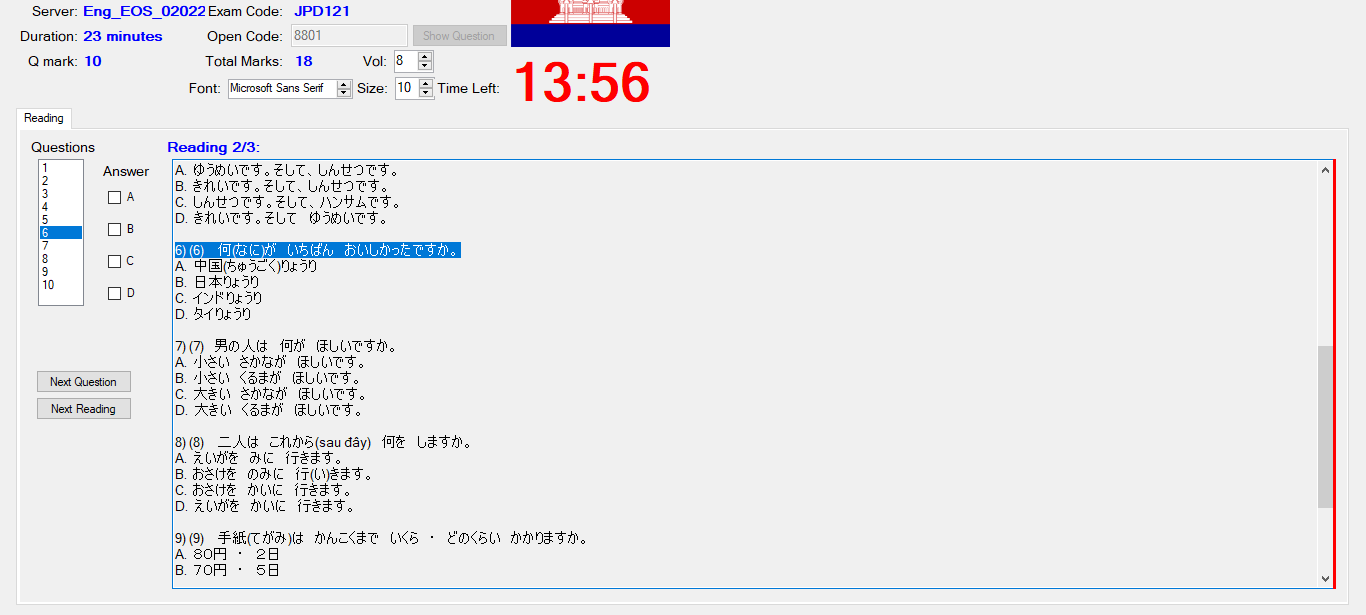 Server: Eng_EOS_02022 Exam Code: JPD121
Duration: 23 minutes Open Code: 8801 Show Question
Q mark: 10 Total Marks: 18 Vol: 8
13:56
Font: Microsoft Sans Serif Size: 10 Time Left:
Reading
Questions
Reading 2/3:
Answer
1
2
3
4
5
6
7
8
9
10
A
B
C
D
Next Question
Next Reading
A. ゆうめいです。そして、しんせつです。
B. きれいです。そして、しんせつです。
C. しんせつです。そして、ハンサムです。
D. きれいです。そして　ゆうめいです。
6) (6)　何(なに)が　いちばん　おいしかったですか。
A. 中国(ちゅうごく)りょうり
B. 日本りょうり
C. インドりょうり
D. タイりょうり
7) (7)　男の人は　何が　ほしいですか。
A. 小さい　さかなが　ほしいです。
B. 小さい　くるまが　ほしいです。
C. 大きい　さかなが　ほしいです。
D. 大きい　くるまが　ほしいです。
8) (8)　二人は　これから(sau đây)　何を　しますか。
A. えいがを　みに　行きます。
B. おさけを　のみに　行(い)きます。
C. おさけを　かいに　行きます。
D. えいがを　かいに　行きます。
9) (9)　手紙(てがみ)は　かんこくまで　いくら　・　どのくらい　かかりますか。
A. ８０円　・　２日
B. ７０円　・　５日